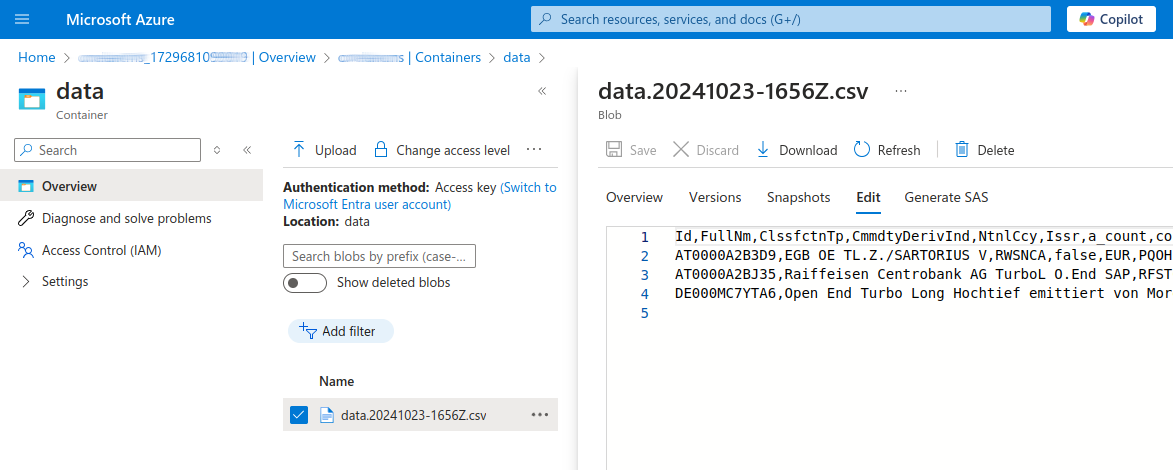 Microsoft Azure
Search resources, services, and docs (G+/)
Copilot
Home > _1729681099 | Overview > | Containers > data >
data
Container
Search
Overview
Diagnose and solve problems
Access Control (IAM)
Settings
Upload Change access level ...
Authentication method: Access key (Switch to
Microsoft Entra user account)
Location: data
Search blobs by prefix (case-...
Show deleted blobs
Add filter
Name
data.20241023-1656Z.csv ...
data.20241023-1656Z.csv ...
Blob
Save Discard Download Refresh Delete
Overview Versions Snapshots Edit Generate SAS
1 Id,FullNm,ClssfctnTp,CmmdtyDerivInd,NtnlCcy,Issr,a_count,co
2 AT0000A2B3D9,EGB OE TL.Z./SARTORIUS V,RWSNCA,false,EUR,PQOH
3 AT0000A2BJ35,Raiffeisen Centrobank AG TurboL O.End SAP,RFST
4 DE000MC7YTA6,Open End Turbo Long Hochtief emittiert von Mor
5